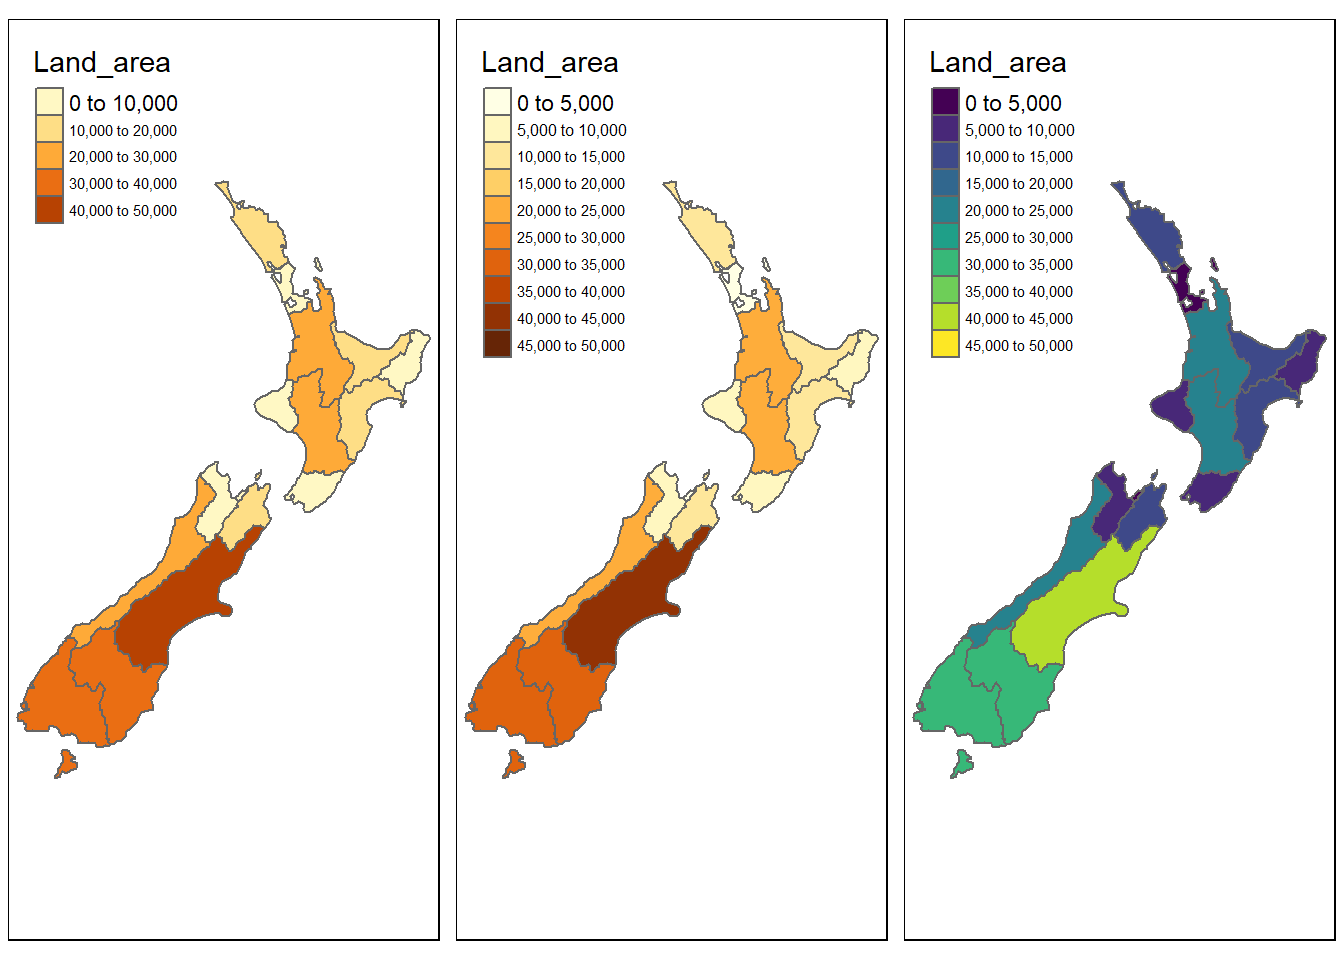 Land_area
0 to 10,000
10,000 to 20,000
20,000 to 30,000
30,000 to 40,000
40,000 to 50,000
Land_area
0 to 5,000
5,000 to 10,000
10,000 to 15,000
15,000 to 20,000
20,000 to 25,000
25,000 to 30,000
30,000 to 35,000
35,000 to 40,000
40,000 to 45,000
45,000 to 50,000
Land_area
0 to 5,000
5,000 to 10,000
10,000 to 15,000
15,000 to 20,000
20,000 to 25,000
25,000 to 30,000
30,000 to 35,000
35,000 to 40,000
40,000 to 45,000
45,000 to 50,000